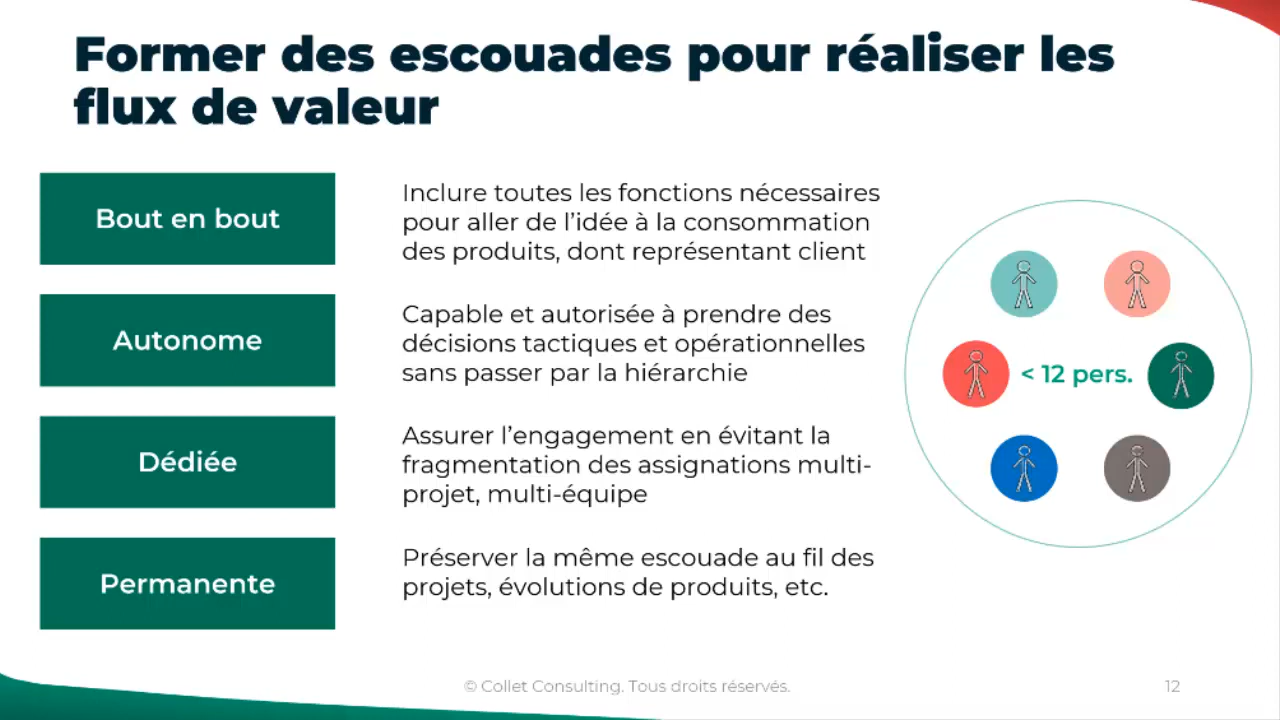 Former des escouades pour réaliser les
flux de valeur
Bout en bout
Inclure toutes les fonctions nécessaires
pour aller de l’idée à la consommation
des produits, dont représentant client
Autonome
Capable et autorisée à prendre des
décisions tactiques et opérationnelles
sans passer par la hiérarchie
Dédiée
Assurer l’engagement en évitant la
fragmentation des assignations multi-
projet, multi-équipe
Permanente
Préserver la même escouade au fil des
projets, évolutions de produits, etc.
< 12 pers.
© Collet Consulting. Tous droits réservés.
12